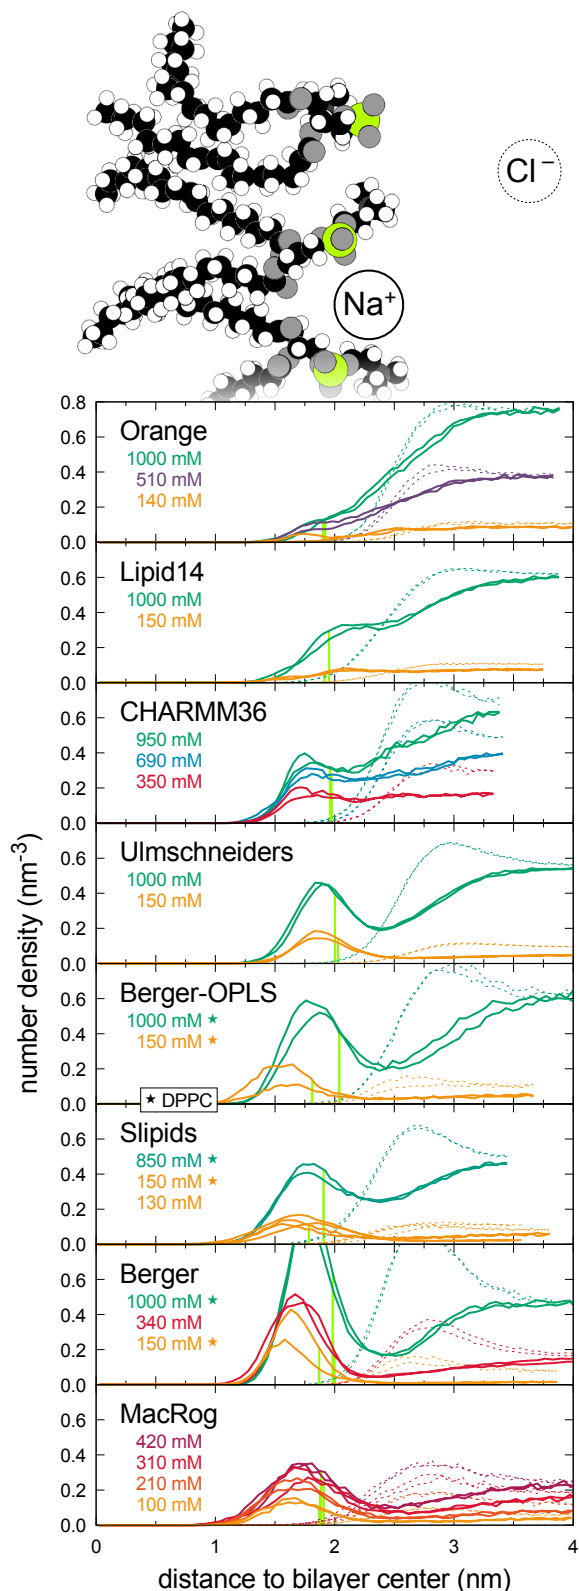 Cl⁻
Na⁺
0.8
Orange
0.6
1000 mM
0.4
510 mM
0.2
140 mM
0.0
Lipid14
0.6
1000 mM
0.4
150 mM
0.2
0.0
CHARMM36
0.6
950 mM
0.4
690 mM
350 mM
0.2
0.0
Ulmschneiders
0.6
1000 mM
0.4
150 mM
0.2
0.0
number density (nm⁻³)
Berger-OPLS
0.6
1000 mM ★
0.4
150 mM ★
0.2
0.0
★ DPPC
Slipids
0.6
850 mM ★
0.4
150 mM ★
130 mM
0.2
0.0
Berger
0.6
1000 mM ★
0.4
340 mM
150 mM ★
0.2
0.0
MacRog
0.6
420 mM
0.4
310 mM
210 mM
0.2
100 mM
0.0
0 1 2 3 4
distance to bilayer center (nm)